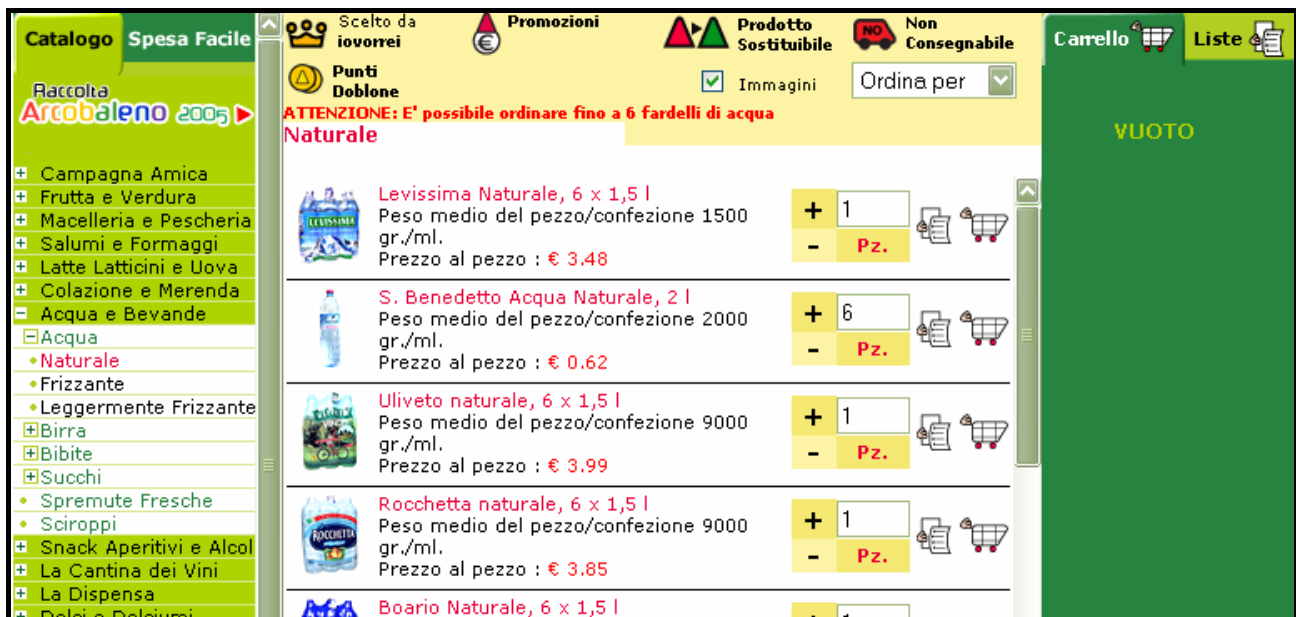 Catalogo
Spesa Facile
Raccolta
Arcobaleno 2005
Campagna Amica
Frutta e Verdura
Macelleria e Pescheria
Salumi e Formaggi
Latte Latticini e Uova
Colazione e Merenda
Acqua e Bevande
Acqua
Naturale
Frizzante
Leggermente Frizzante
Birra
Bibite
Succhi
Spremute Fresche
Sciroppi
Snack Aperitivi e Alcol
La Cantina dei Vini
La Dispensa
Dolci e Dolciumi
Scelto da
iovorrei
Promozioni
Prodotto
Sostituibile
NO
Non
Consegnabile
Punti
Doblone
Immagini
Ordina per
ATTENZIONE: E' possibile ordinare fino a 6 fardelli di acqua
Naturale
LEVISSIMA
Levissima Naturale, 6 x 1,5 l
Peso medio del pezzo/confezione 1500
gr./ml.
Prezzo al pezzo : € 3.48
+ 1
- Pz.
S. Benedetto Acqua Naturale, 2 l
Peso medio del pezzo/confezione 2000
gr./ml.
Prezzo al pezzo : € 0.62
+ 6
- Pz.
Uliveto naturale, 6 x 1,5 l
Peso medio del pezzo/confezione 9000
gr./ml.
Prezzo al pezzo : € 3.99
+ 1
- Pz.
ROCCHETTA
Rocchetta naturale, 6 x 1,5 l
Peso medio del pezzo/confezione 9000
gr./ml.
Prezzo al pezzo : € 3.85
+ 1
- Pz.
Boario Naturale, 6 x 1,5 l
Carrello
Liste
VUOTO